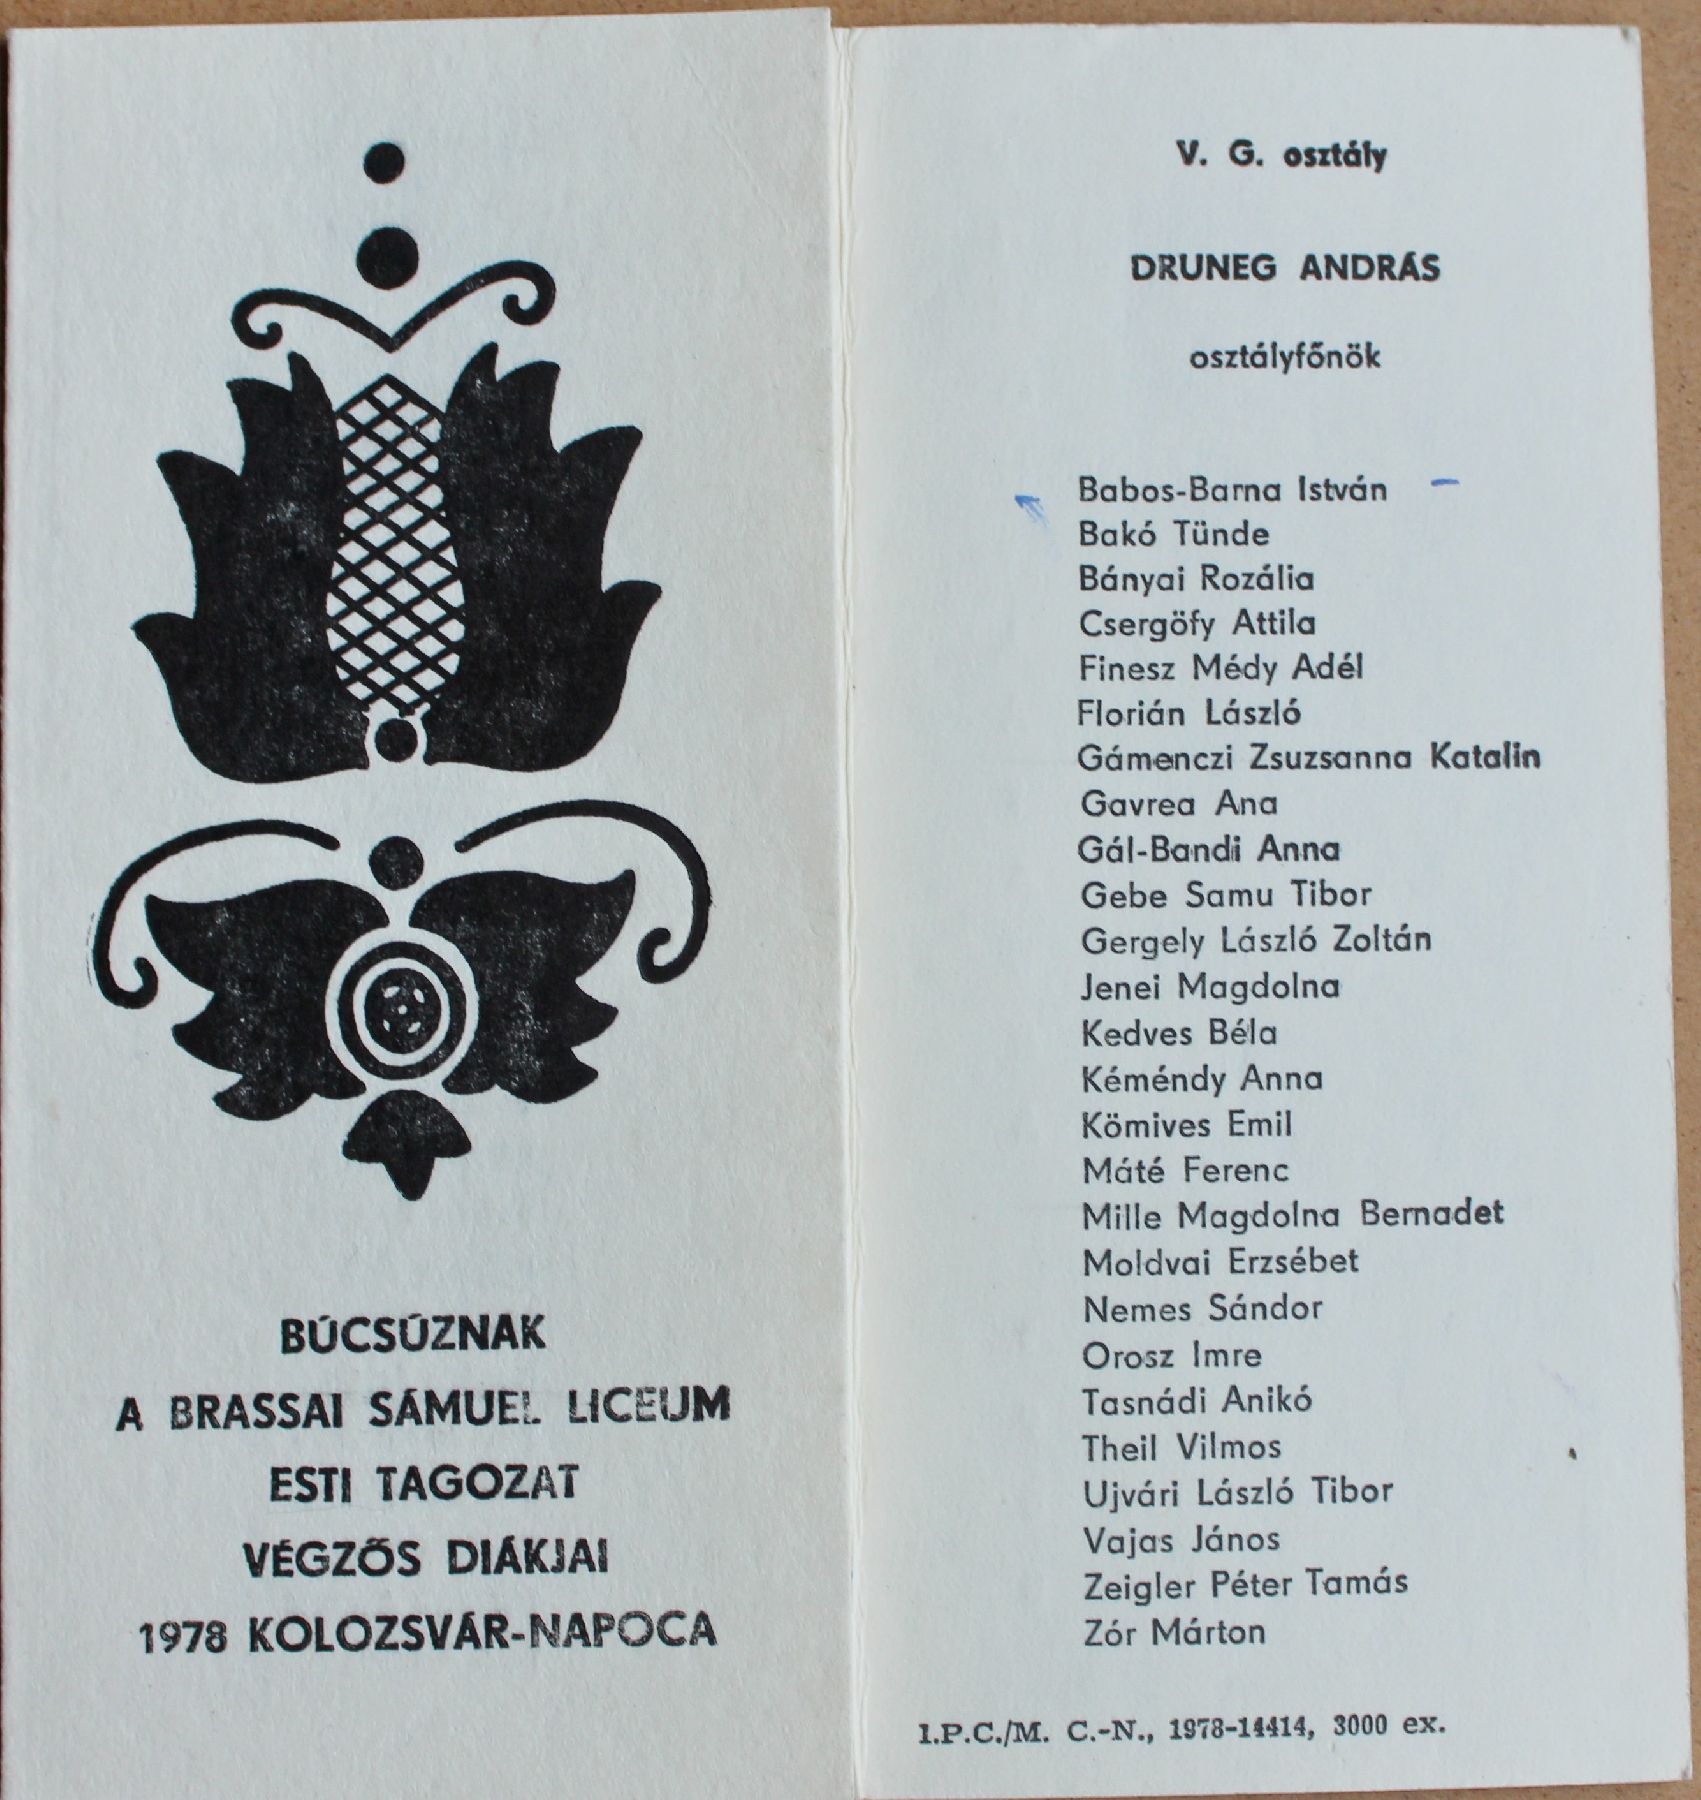 BÚCSÚZNAK
A BRASSAI SÁMUEL LICEUM
ESTI TAGOZAT
VÉGZŐS DIÁKJAI
1978 KOLOZSVÁR-NAPOCA
V. G. osztály
DRUNEG ANDRÁS
osztályfőnök
Babos-Barna István
Bakó Tünde
Bányai Rozália
Csergöfy Attila
Finesz Médy Adél
Florián László
Gámenczi Zsuzsanna Katalin
Gavrea Ana
Gál-Bandi Anna
Gebe Samu Tibor
Gergely László Zoltán
Jenei Magdolna
Kedves Béla
Kéméndy Anna
Kömives Emil
Máté Ferenc
Mille Magdolna Bernadet
Moldvai Erzsébet
Nemes Sándor
Orosz Imre
Tasnádi Anikó
Theil Vilmos
Ujvári László Tibor
Vajas János
Zeigler Péter Tamás
Zór Márton
I.P.C./M. C.-N., 1978-14414, 3000 ex.